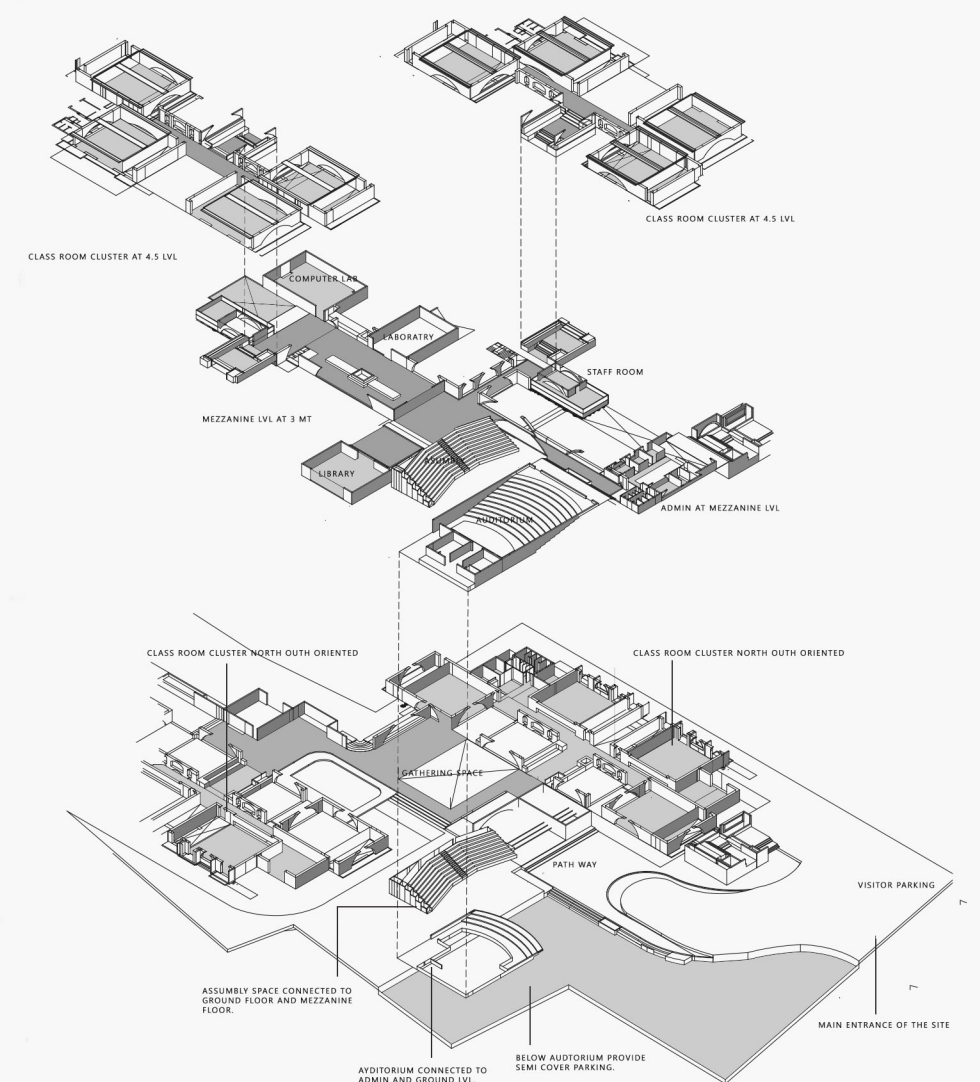 CLASS ROOM CLUSTER AT 4.5 LVL
CLASS ROOM CLUSTER AT 4.5 LVL
COMPUTER LAB
LABORATRY
STAFF ROOM
MEZZANINE LVL AT 3 MT
ASUMBLY
LIBRARY
ADMIN AT MEZZANINE LVL
AUDITORIUM
CLASS ROOM CLUSTER NORTH OUTH ORIENTED
CLASS ROOM CLUSTER NORTH OUTH ORIENTED
GATHERING SPACE
PATH WAY
VISITOR PARKING
ASSUMBLY SPACE CONNECTED TO
GROUND FLOOR AND MEZZANINE
FLOOR.
MAIN ENTRANCE OF THE SITE
BELOW AUDTORIUM PROVIDE
SEMI COVER PARKING.
AYDITORIUM CONNECTED TO
ADMIN AND GROUND LVL